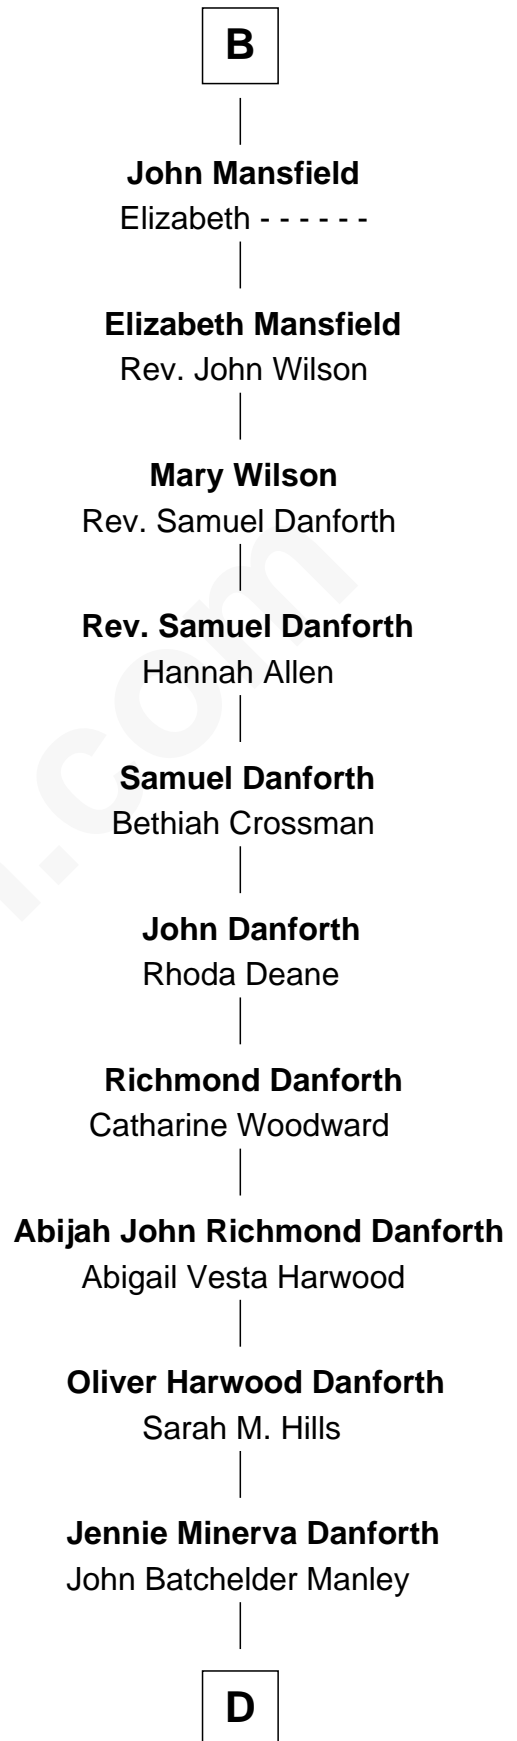 B
John Mansfield
Elizabeth - - - - - -
Elizabeth Mansfield
Rev. John Wilson
Mary Wilson
Rev. Samuel Danforth
Rev. Samuel Danforth
Hannah Allen
Samuel Danforth
Bethiah Crossman
John Danforth
Rhoda Deane
Richmond Danforth
Catharine Woodward
Abijah John Richmond Danforth
Abigail Vesta Harwood
Oliver Harwood Danforth
Sarah M. Hills
Jennie Minerva Danforth
John Batchelder Manley
D